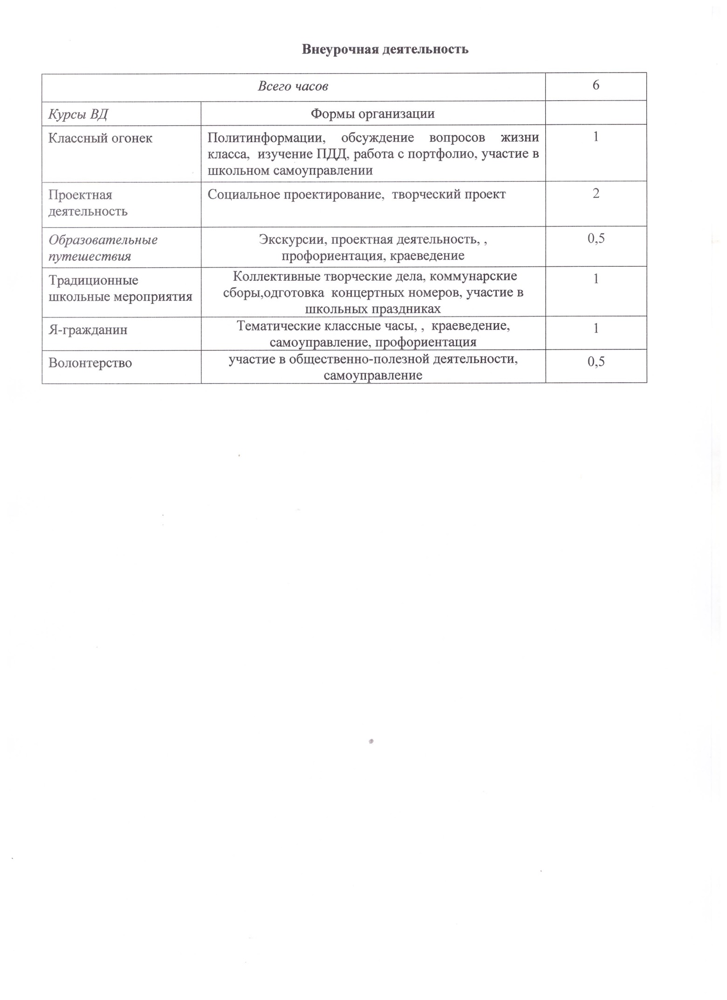 Внеурочная деятельность
Всего часов 6
Курсы ВД Формы организации
Классный огонек Политинформации, обсуждение вопросов жизни 1
класса, изучение ПДД, работа с портфолио, участие в
школьном самоуправлении
Проектная Социальное проектирование, творческий проект 2
деятельность
Образовательные Экскурсии, проектная деятельность, , 0,5
путешествия профориентация, краеведение
Традиционные Коллективные творческие дела, коммунарские 1
школьные мероприятия сборы,одготовка концертных номеров, участие в
школьных праздниках
Я-гражданин Тематические классные часы, , краеведение, 1
самоуправление, профориентация
Волонтерство участие в общественно-полезной деятельности, 0,5
самоуправление